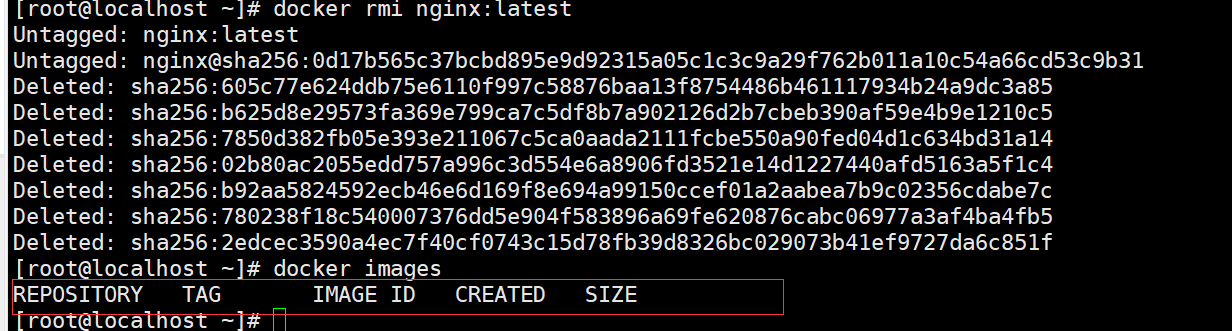 [root@localhost ~]# docker rmi nginx:latest
Untagged: nginx:latest
Untagged: nginx@sha256:0d17b565c37bcbd895e9d92315a05c1c3c9a29f762b011a10c54a66cd53c9b31
Deleted: sha256:605c77e624ddb75e6110f997c58876baa13f8754486b461117934b24a9dc3a85
Deleted: sha256:b625d8e29573fa369e799ca7c5df8b7a902126d2b7cbeb390af59e4b9e1210c5
Deleted: sha256:7850d382fb05e393e211067c5ca0aada2111fcbe550a90fed04d1c634bd31a14
Deleted: sha256:02b80ac2055edd757a996c3d554e6a8906fd3521e14d1227440afd5163a5f1c4
Deleted: sha256:b92aa5824592ecb46e6d169f8e694a99150ccef01a2aabea7b9c02356cdabe7c
Deleted: sha256:780238f18c540007376dd5e904f583896a69fe620876cabc06977a3af4ba4fb5
Deleted: sha256:2edcec3590a4ec7f40cf0743c15d78fb39d8326bc029073b41ef9727da6c851f
[root@localhost ~]# docker images
REPOSITORY   TAG       IMAGE ID   CREATED   SIZE
[root@localhost ~]#